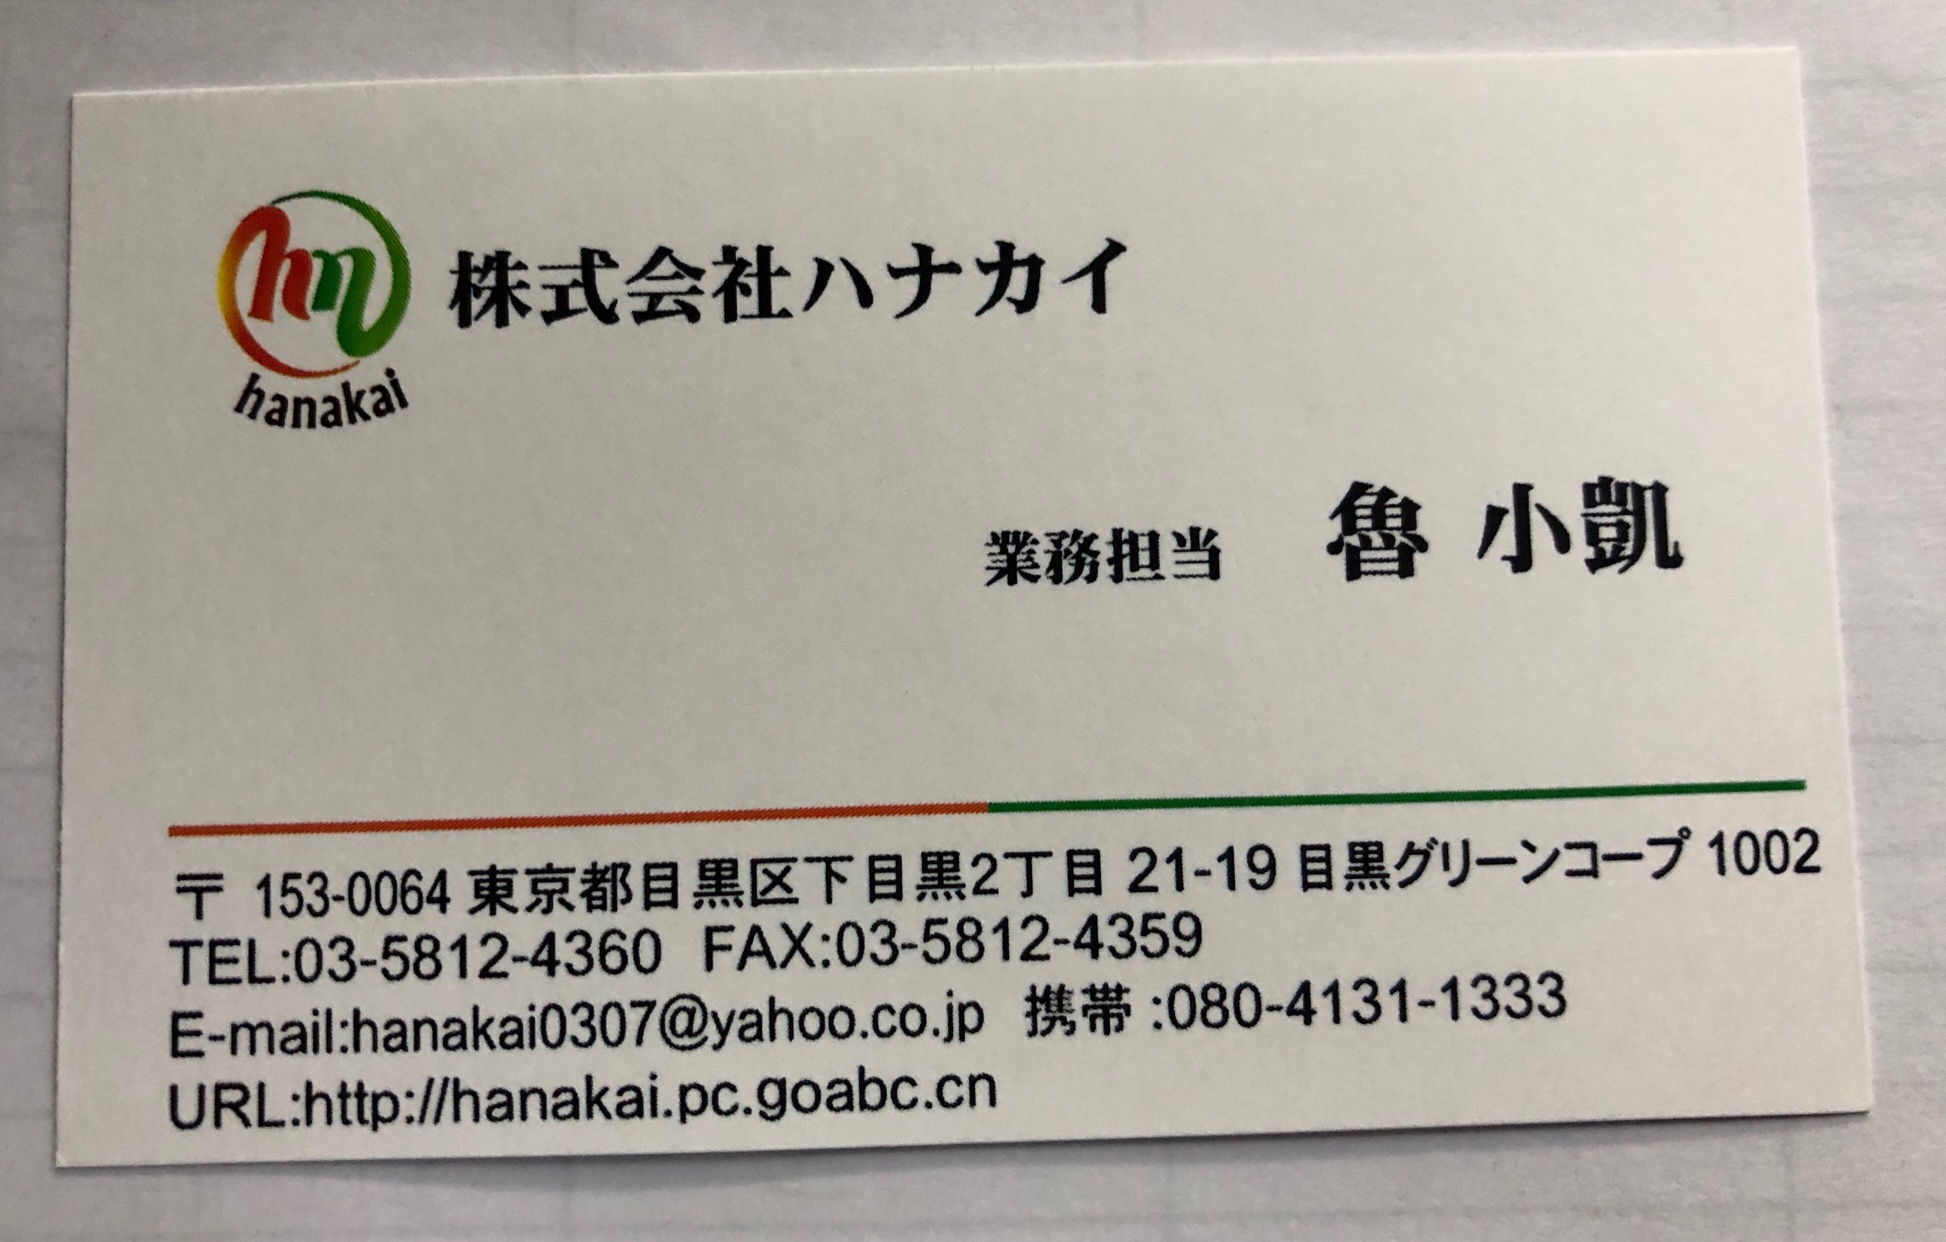 hn
株式会社ハナカイ
hanakai
業務担当 魯 小凱
〒 153-0064 東京都目黒区下目黒2丁目 21-19 目黒グリーンコープ 1002
TEL:03-5812-4360 FAX:03-5812-4359
E-mail:hanakai0307@yahoo.co.jp 携帯 :080-4131-1333
URL:http://hanakai.pc.goabc.cn